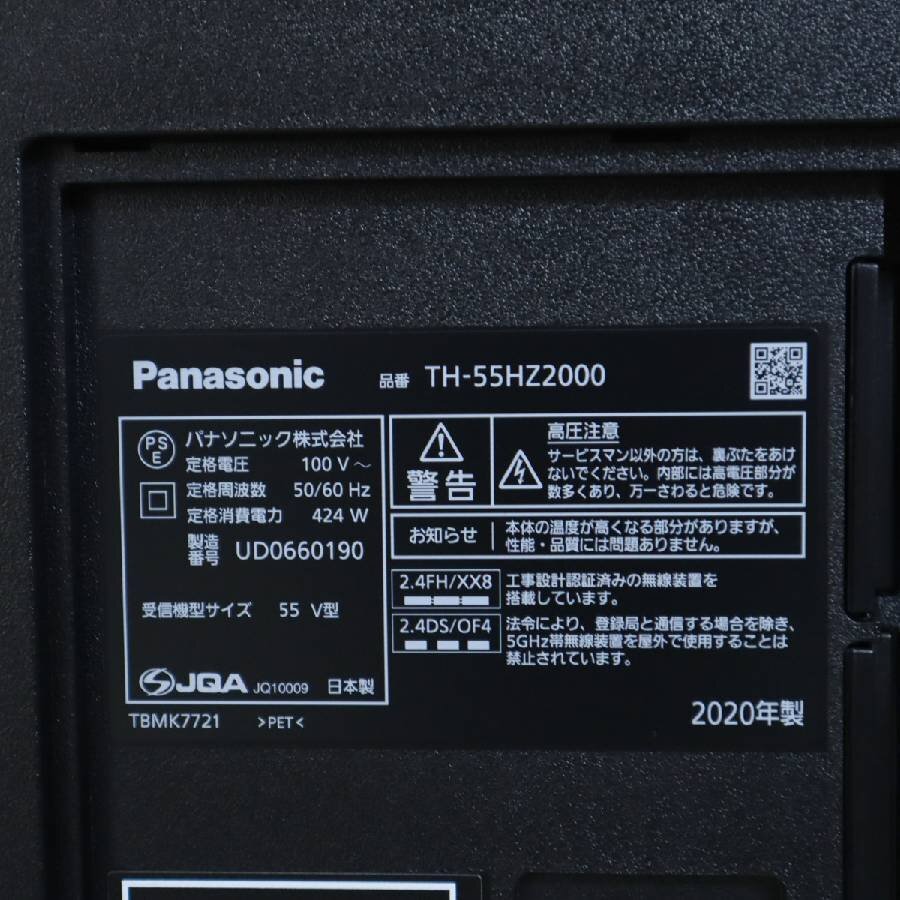 Panasonic 品番 TH-55HZ2000
PS
E
パナソニック株式会社
定格電圧 100 V～
定格周波数 50/60 Hz
定格消費電力 424 W
製造
番号 UD0660190
受信機型サイズ 55 V型
JQA JQ10009 日本製
TBMK7721 >PET<
警告
高圧注意
サービスマン以外の方は、裏ぶたをあけ
ないでください。内部には高電圧部分が
数多くあり、万一さわると危険です。
お知らせ
本体の温度が高くなる部分がありますが、
性能・品質には問題ありません。
2.4FH/XX8
工事設計認証済みの無線装置を
搭載しています。
2.4DS/OF4
法令により、登録局と通信する場合を除き、
5GHz帯無線装置を屋外で使用することは
禁止されています。
2020年製